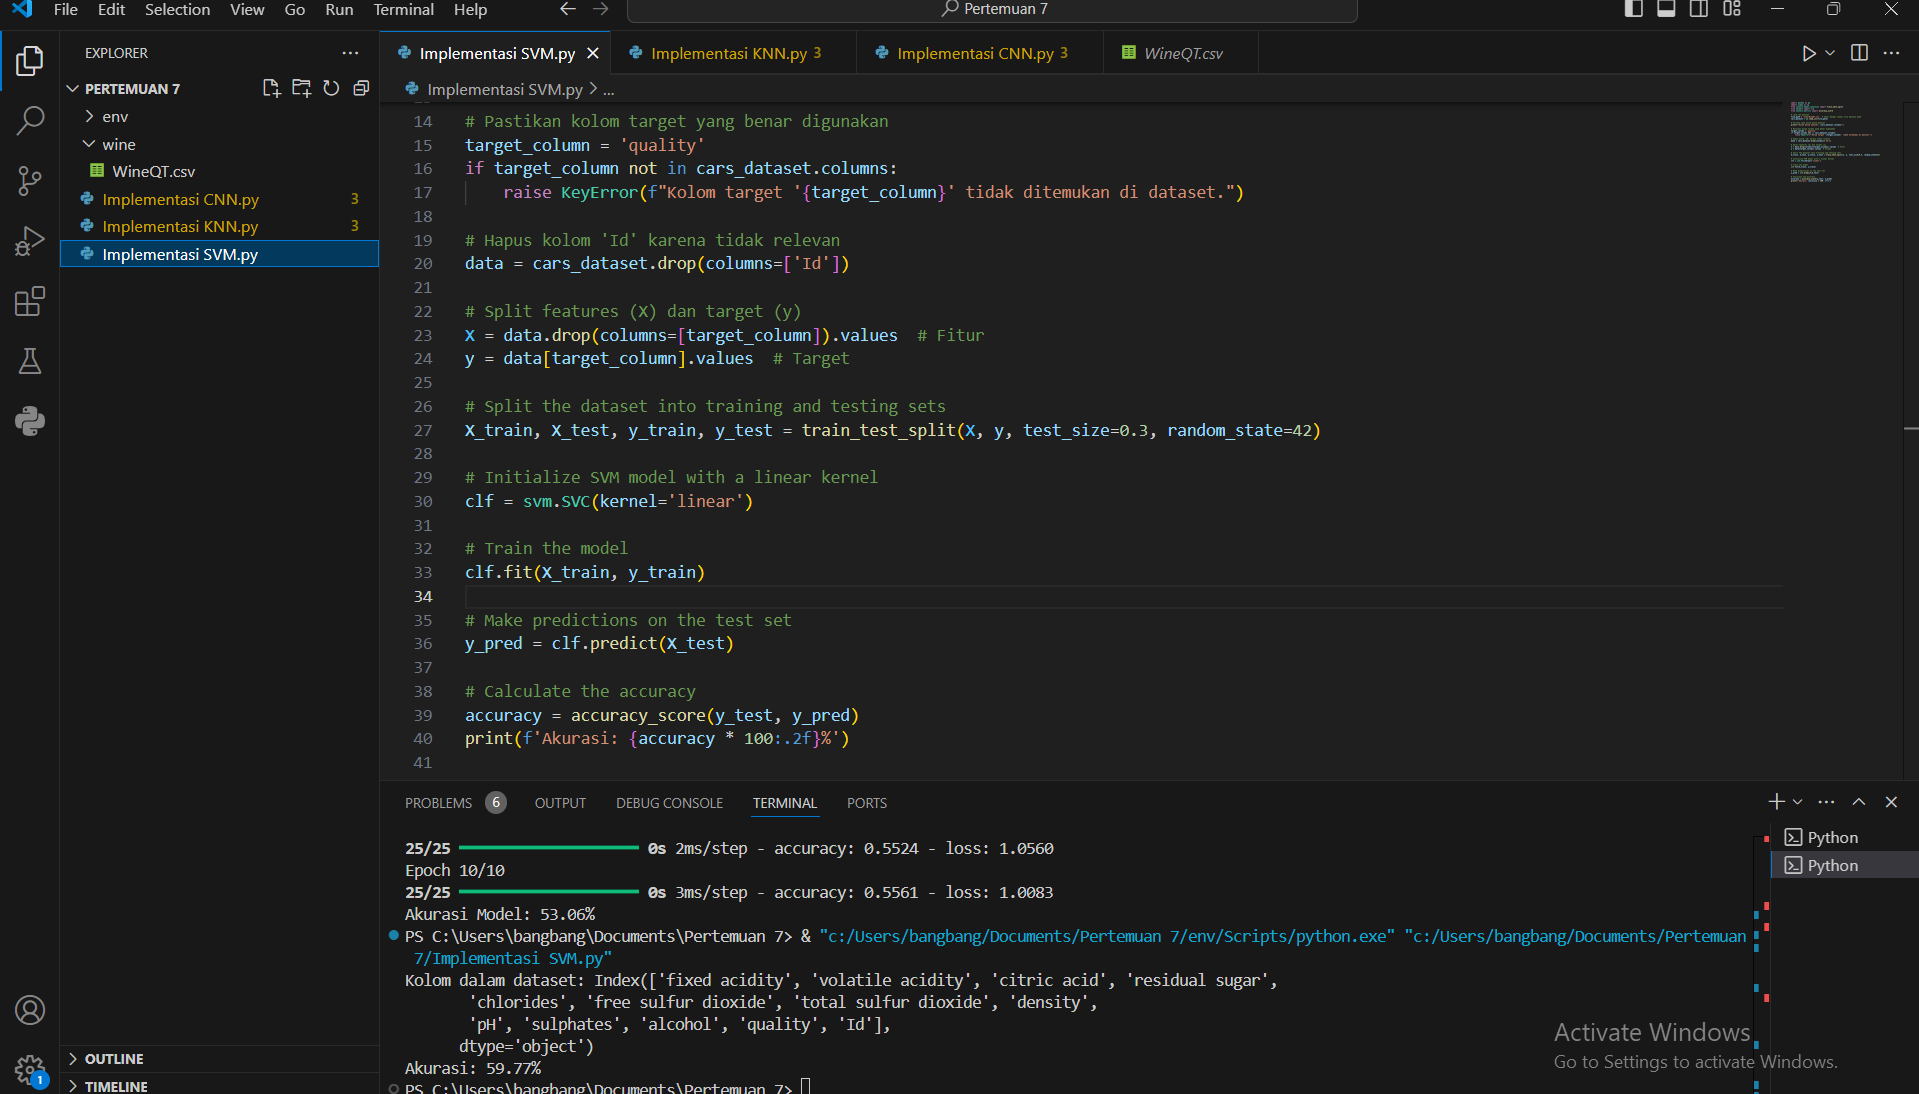 File Edit Selection View Go Run Terminal Help
Pertemuan 7
EXPLORER
PERTEMUAN 7
env
wine
WineQT.csv
Implementasi CNN.py 3
Implementasi KNN.py 3
Implementasi SVM.py
OUTLINE
TIMELINE
1
Implementasi SVM.py
Implementasi KNN.py 3
Implementasi CNN.py 3
WineQT.csv
Implementasi SVM.py > ...
14 # Pastikan kolom target yang benar digunakan
15 target_column = 'quality'
16 if target_column not in cars_dataset.columns:
17 raise KeyError(f"Kolom target '{target_column}' tidak ditemukan di dataset.")
18
19 # Hapus kolom 'Id' karena tidak relevan
20 data = cars_dataset.drop(columns=['Id'])
21
22 # Split features (X) dan target (y)
23 X = data.drop(columns=[target_column]).values # Fitur
24 y = data[target_column].values # Target
25
26 # Split the dataset into training and testing sets
27 X_train, X_test, y_train, y_test = train_test_split(X, y, test_size=0.3, random_state=42)
28
29 # Initialize SVM model with a linear kernel
30 clf = svm.SVC(kernel='linear')
31
32 # Train the model
33 clf.fit(X_train, y_train)
34
35 # Make predictions on the test set
36 y_pred = clf.predict(X_test)
37
38 # Calculate the accuracy
39 accuracy = accuracy_score(y_test, y_pred)
40 print(f'Akurasi: {accuracy * 100:.2f}%')
41
PROBLEMS 6 OUTPUT DEBUG CONSOLE TERMINAL PORTS
25/25 0s 2ms/step - accuracy: 0.5524 - loss: 1.0560
Epoch 10/10
25/25 0s 3ms/step - accuracy: 0.5561 - loss: 1.0083
Akurasi Model: 53.06%
PS C:\Users\bangbang\Documents\Pertemuan 7> & "c:/Users/bangbang/Documents/Pertemuan 7/env/Scripts/python.exe" "c:/Users/bangbang/Documents/Pertemuan
7/Implementasi SVM.py"
Kolom dalam dataset: Index(['fixed acidity', 'volatile acidity', 'citric acid', 'residual sugar',
'chlorides', 'free sulfur dioxide', 'total sulfur dioxide', 'density',
'pH', 'sulphates', 'alcohol', 'quality', 'Id'],
dtype='object')
Akurasi: 59.77%
PS C:\Users\bangbang\Documents\Pertemuan 7>
Python
Python
Activate Windows
Go to Settings to activate Windows.